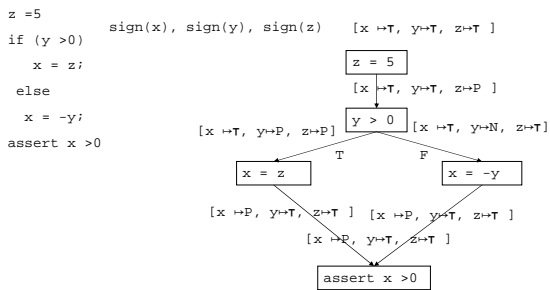 z =5
if (y >0)
x = z;
else
x = -y;
assert x >0
sign(x), sign(y), sign(z) [x ↦⊤, y↦⊤, z↦⊤ ]
z = 5
[x ↦⊤, y↦⊤, z↦P ]
y > 0
[x ↦⊤, y↦P, z↦P]
[x ↦⊤, y↦N, z↦⊤]
T
F
x = z
x = -y
[x ↦P, y↦⊤, z↦⊤ ]
[x ↦P, y↦⊤, z↦⊤ ]
[x ↦P, y↦⊤, z↦⊤ ]
assert x >0